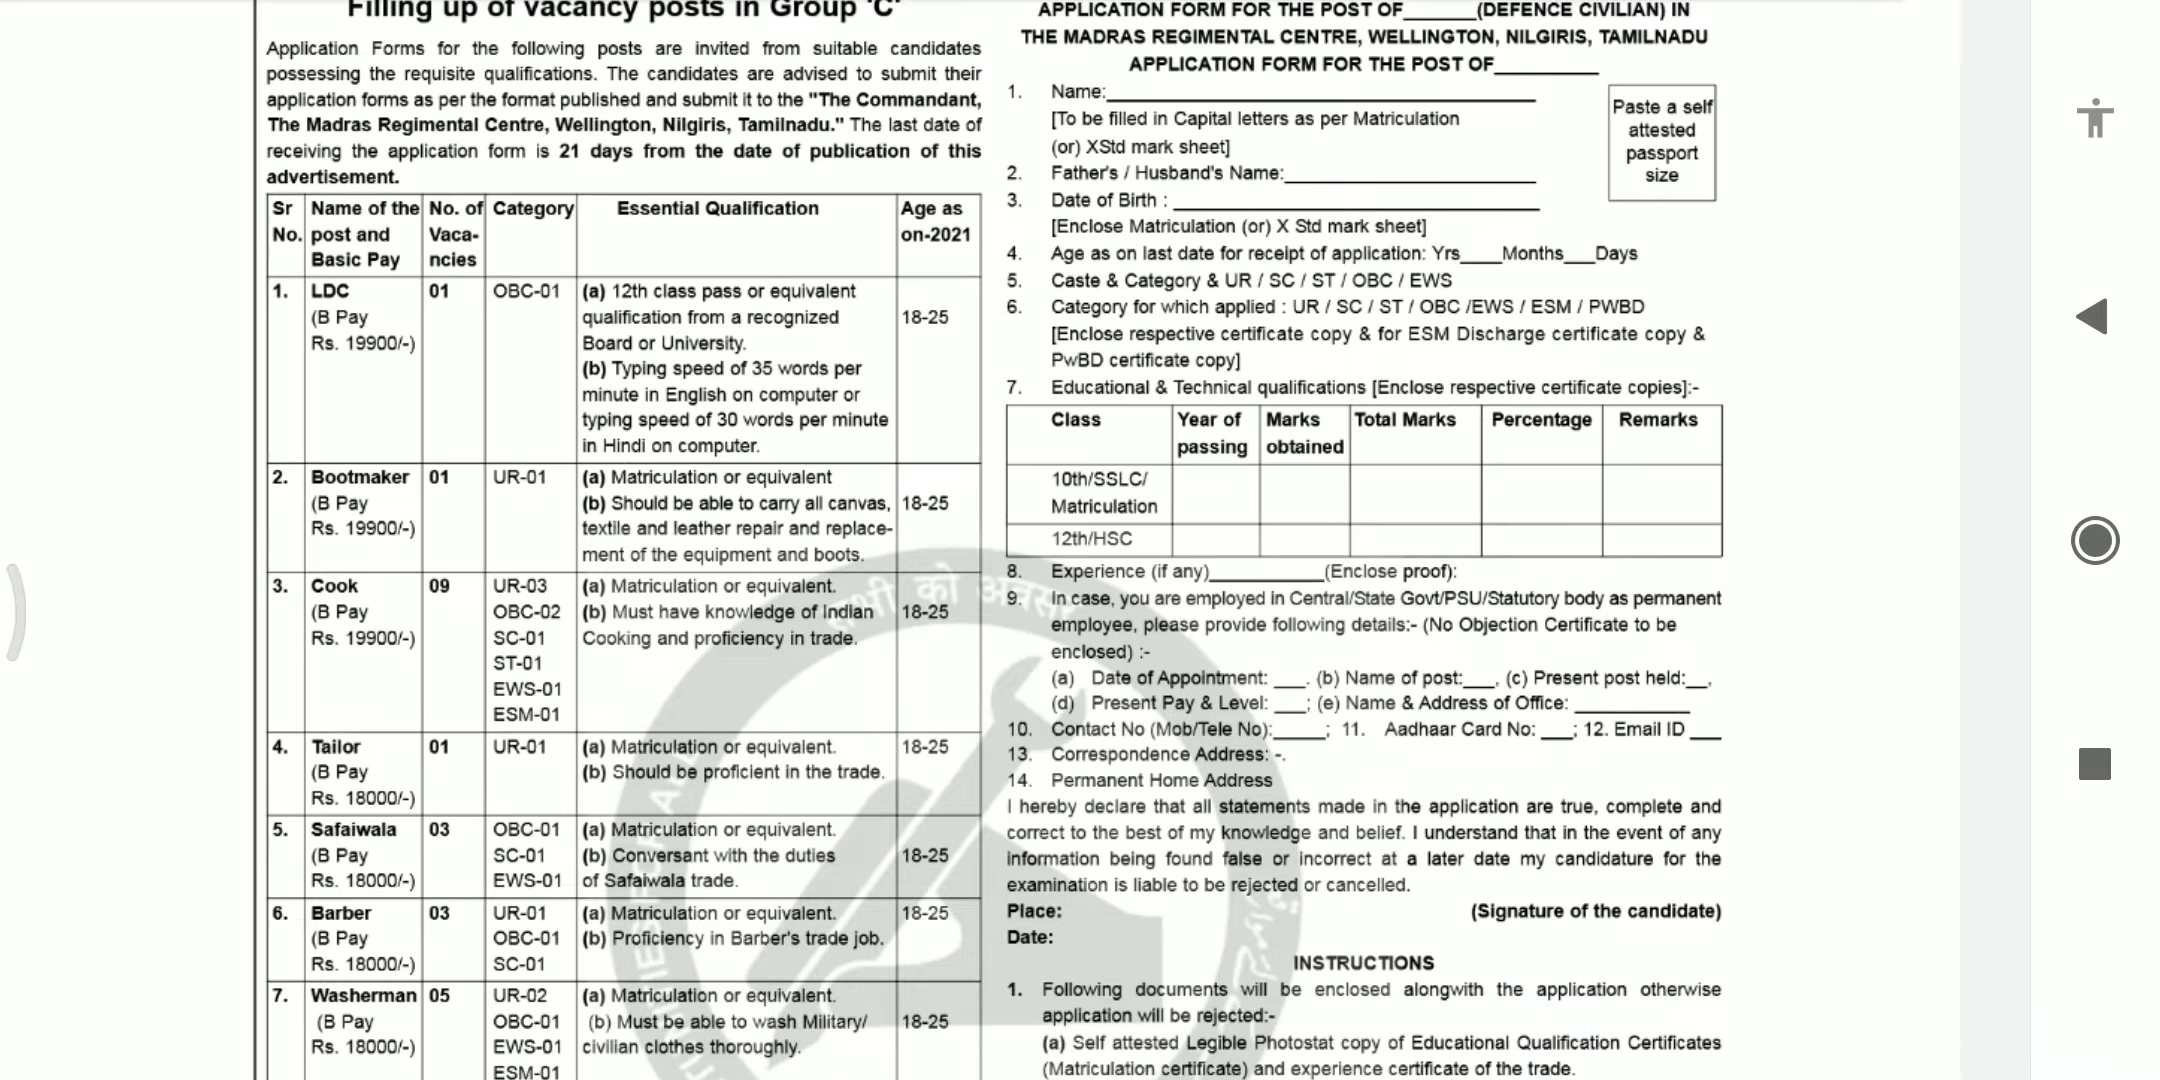 Filling up of vacancy posts in Group 'C'
Application Forms for the following posts are invited from suitable candidates
possessing the requisite qualifications. The candidates are advised to submit their
application forms as per the format published and submit it to the "The Commandant,
The Madras Regimental Centre, Wellington, Nilgiris, Tamilnadu." The last date of
receiving the application form is 21 days from the date of publication of this
advertisement.
Sr No. Name of the post and Basic Pay No. of Vaca- ncies Category Essential Qualification Age as on-2021
1. LDC 01 OBC-01 (a) 12th class pass or equivalent
(B Pay qualification from a recognized 18-25
Rs. 19900/-) Board or University.
(b) Typing speed of 35 words per
minute in English on computer or
typing speed of 30 words per minute
in Hindi on computer.
2. Bootmaker 01 UR-01 (a) Matriculation or equivalent
(B Pay (b) Should be able to carry all canvas, 18-25
Rs. 19900/-) textile and leather repair and replace-
ment of the equipment and boots.
3. Cook 09 UR-03 (a) Matriculation or equivalent.
(B Pay OBC-02 (b) Must have knowledge of Indian 18-25
Rs. 19900/-) SC-01 Cooking and proficiency in trade.
ST-01
EWS-01
ESM-01
4. Tailor 01 UR-01 (a) Matriculation or equivalent. 18-25
(B Pay (b) Should be proficient in the trade.
Rs. 18000/-)
5. Safaiwala 03 OBC-01 (a) Matriculation or equivalent.
(B Pay SC-01 (b) Conversant with the duties 18-25
Rs. 18000/-) EWS-01 of Safaiwala trade.
6. Barber 03 UR-01 (a) Matriculation or equivalent. 18-25
(B Pay OBC-01 (b) Proficiency in Barber's trade job.
Rs. 18000/-) SC-01
7. Washerman 05 UR-02 (a) Matriculation or equivalent.
(B Pay OBC-01 (b) Must be able to wash Military/ 18-25
Rs. 18000/-) EWS-01 civilian clothes thoroughly.
ESM-01
APPLICATION FORM FOR THE POST OF______(DEFENCE CIVILIAN) IN
THE MADRAS REGIMENTAL CENTRE, WELLINGTON, NILGIRIS, TAMILNADU
APPLICATION FORM FOR THE POST OF_________
1. Name:
[To be filled in Capital letters as per Matriculation
(or) XStd mark sheet]
Paste a self
attested
passport
size
2. Father's / Husband's Name:
3. Date of Birth :
[Enclose Matriculation (or) X Std mark sheet]
4. Age as on last date for receipt of application: Yrs____Months___Days
5. Caste & Category & UR / SC / ST / OBC / EWS
6. Category for which applied : UR / SC / ST / OBC /EWS / ESM / PWBD
[Enclose respective certificate copy & for ESM Discharge certificate copy &
PwBD certificate copy]
7. Educational & Technical qualifications [Enclose respective certificate copies]:-
Class Year of passing Marks obtained Total Marks Percentage Remarks
10th/SSLC/
Matriculation
12th/HSC
8. Experience (if any)___________(Enclose proof):
9. In case, you are employed in Central/State Govt/PSU/Statutory body as permanent
employee, please provide following details:- (No Objection Certificate to be
enclosed) :-
(a) Date of Appointment: ___. (b) Name of post:___, (c) Present post held:__,
(d) Present Pay & Level: ___; (e) Name & Address of Office: ___________
10. Contact No (Mob/Tele No):_____; 11. Aadhaar Card No: ___; 12. Email ID ___
13. Correspondence Address: -.
14. Permanent Home Address
I hereby declare that all statements made in the application are true, complete and
correct to the best of my knowledge and belief. I understand that in the event of any
information being found false or incorrect at a later date my candidature for the
examination is liable to be rejected or cancelled.
Place: (Signature of the candidate)
Date:
INSTRUCTIONS
1. Following documents will be enclosed alongwith the application otherwise
application will be rejected:-
(a) Self attested Legible Photostat copy of Educational Qualification Certificates
(Matriculation certificate) and experience certificate of the trade.